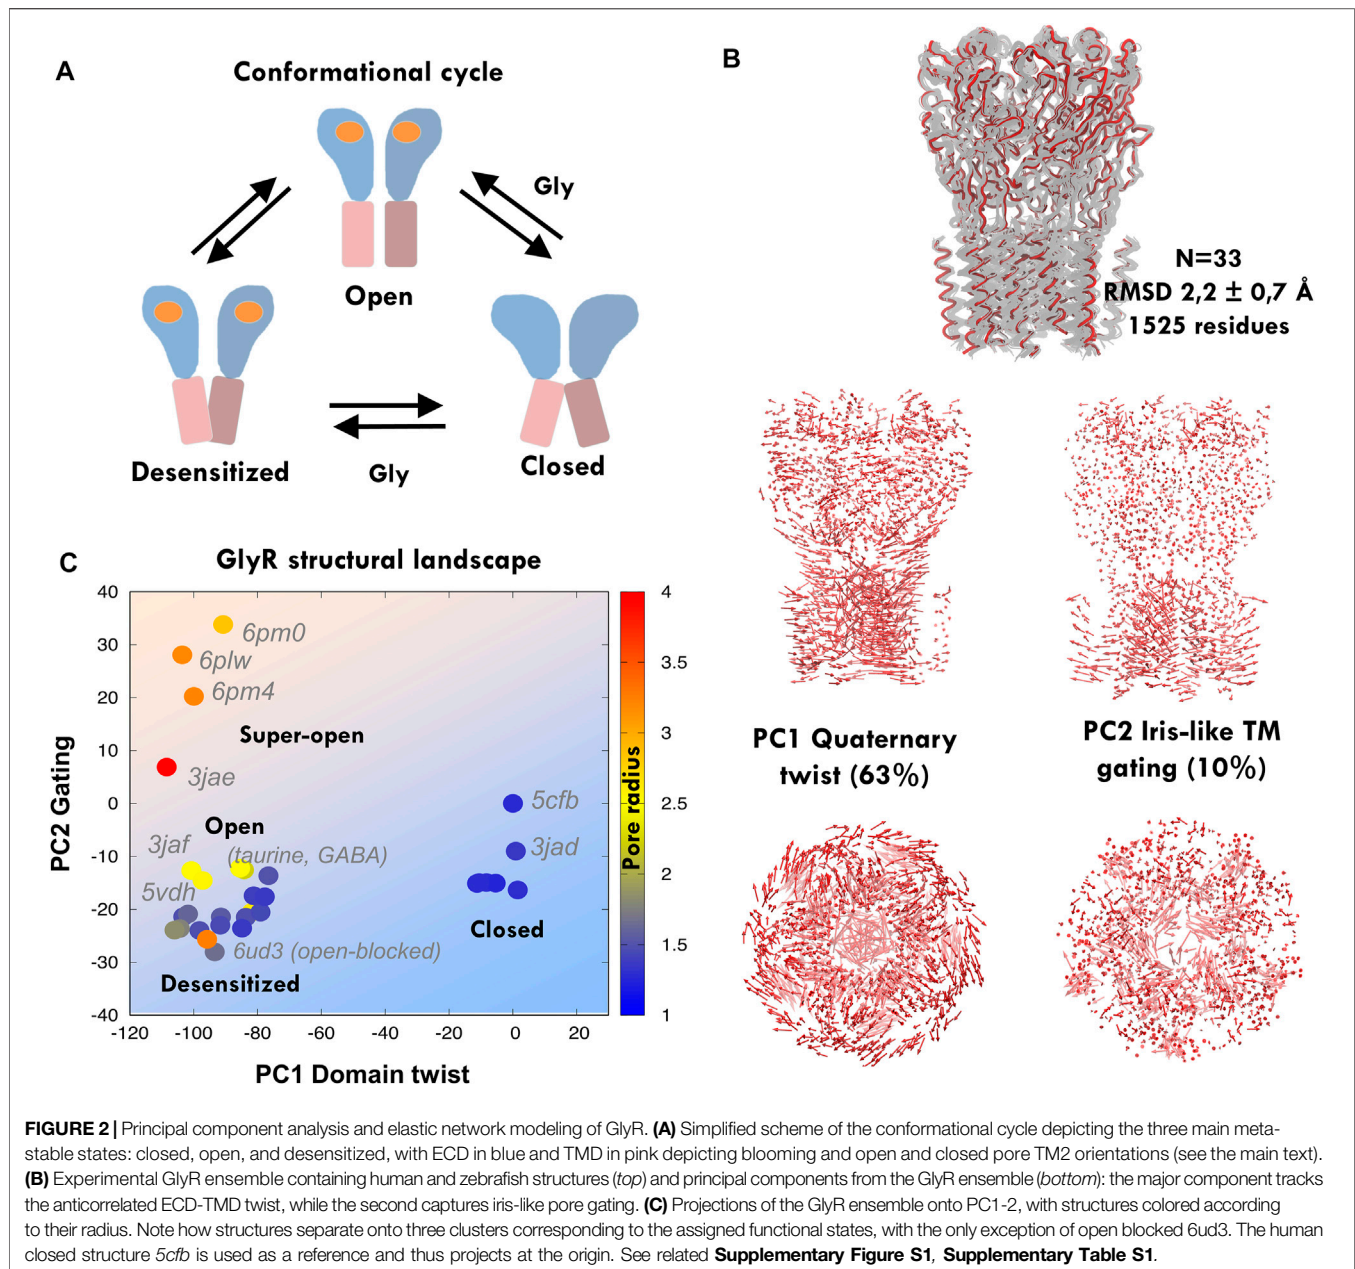 A
Conformational cycle
Gly
Open
Desensitized
Gly
Closed
B
N=33
RMSD 2,2 ± 0,7 Å
1525 residues
PC1 Quaternary
twist (63%)
PC2 Iris-like TM
gating (10%)
C
GlyR structural landscape
40
30
20
10
0
-10
-20
-30
-40
-120
-100
-80
-60
-40
-20
0
20
PC2 Gating
PC1 Domain twist
6pm0
6plw
6pm4
Super-open
3jae
Open
3jaf
(taurine, GABA)
5vdh
6ud3 (open-blocked)
Desensitized
5cfb
3jad
Closed
Pore radius
4
3.5
3
2.5
2
1.5
1
FIGURE 2 | Principal component analysis and elastic network modeling of GlyR. (A) Simplified scheme of the conformational cycle depicting the three main meta-
stable states: closed, open, and desensitized, with ECD in blue and TMD in pink depicting blooming and open and closed pore TM2 orientations (see the main text).
(B) Experimental GlyR ensemble containing human and zebrafish structures (top) and principal components from the GlyR ensemble (bottom): the major component tracks
the anticorrelated ECD-TMD twist, while the second captures iris-like pore gating. (C) Projections of the GlyR ensemble onto PC1-2, with structures colored according
to their radius. Note how structures separate onto three clusters corresponding to the assigned functional states, with the only exception of open blocked 6ud3. The human
closed structure 5cfb is used as a reference and thus projects at the origin. See related Supplementary Figure S1, Supplementary Table S1.